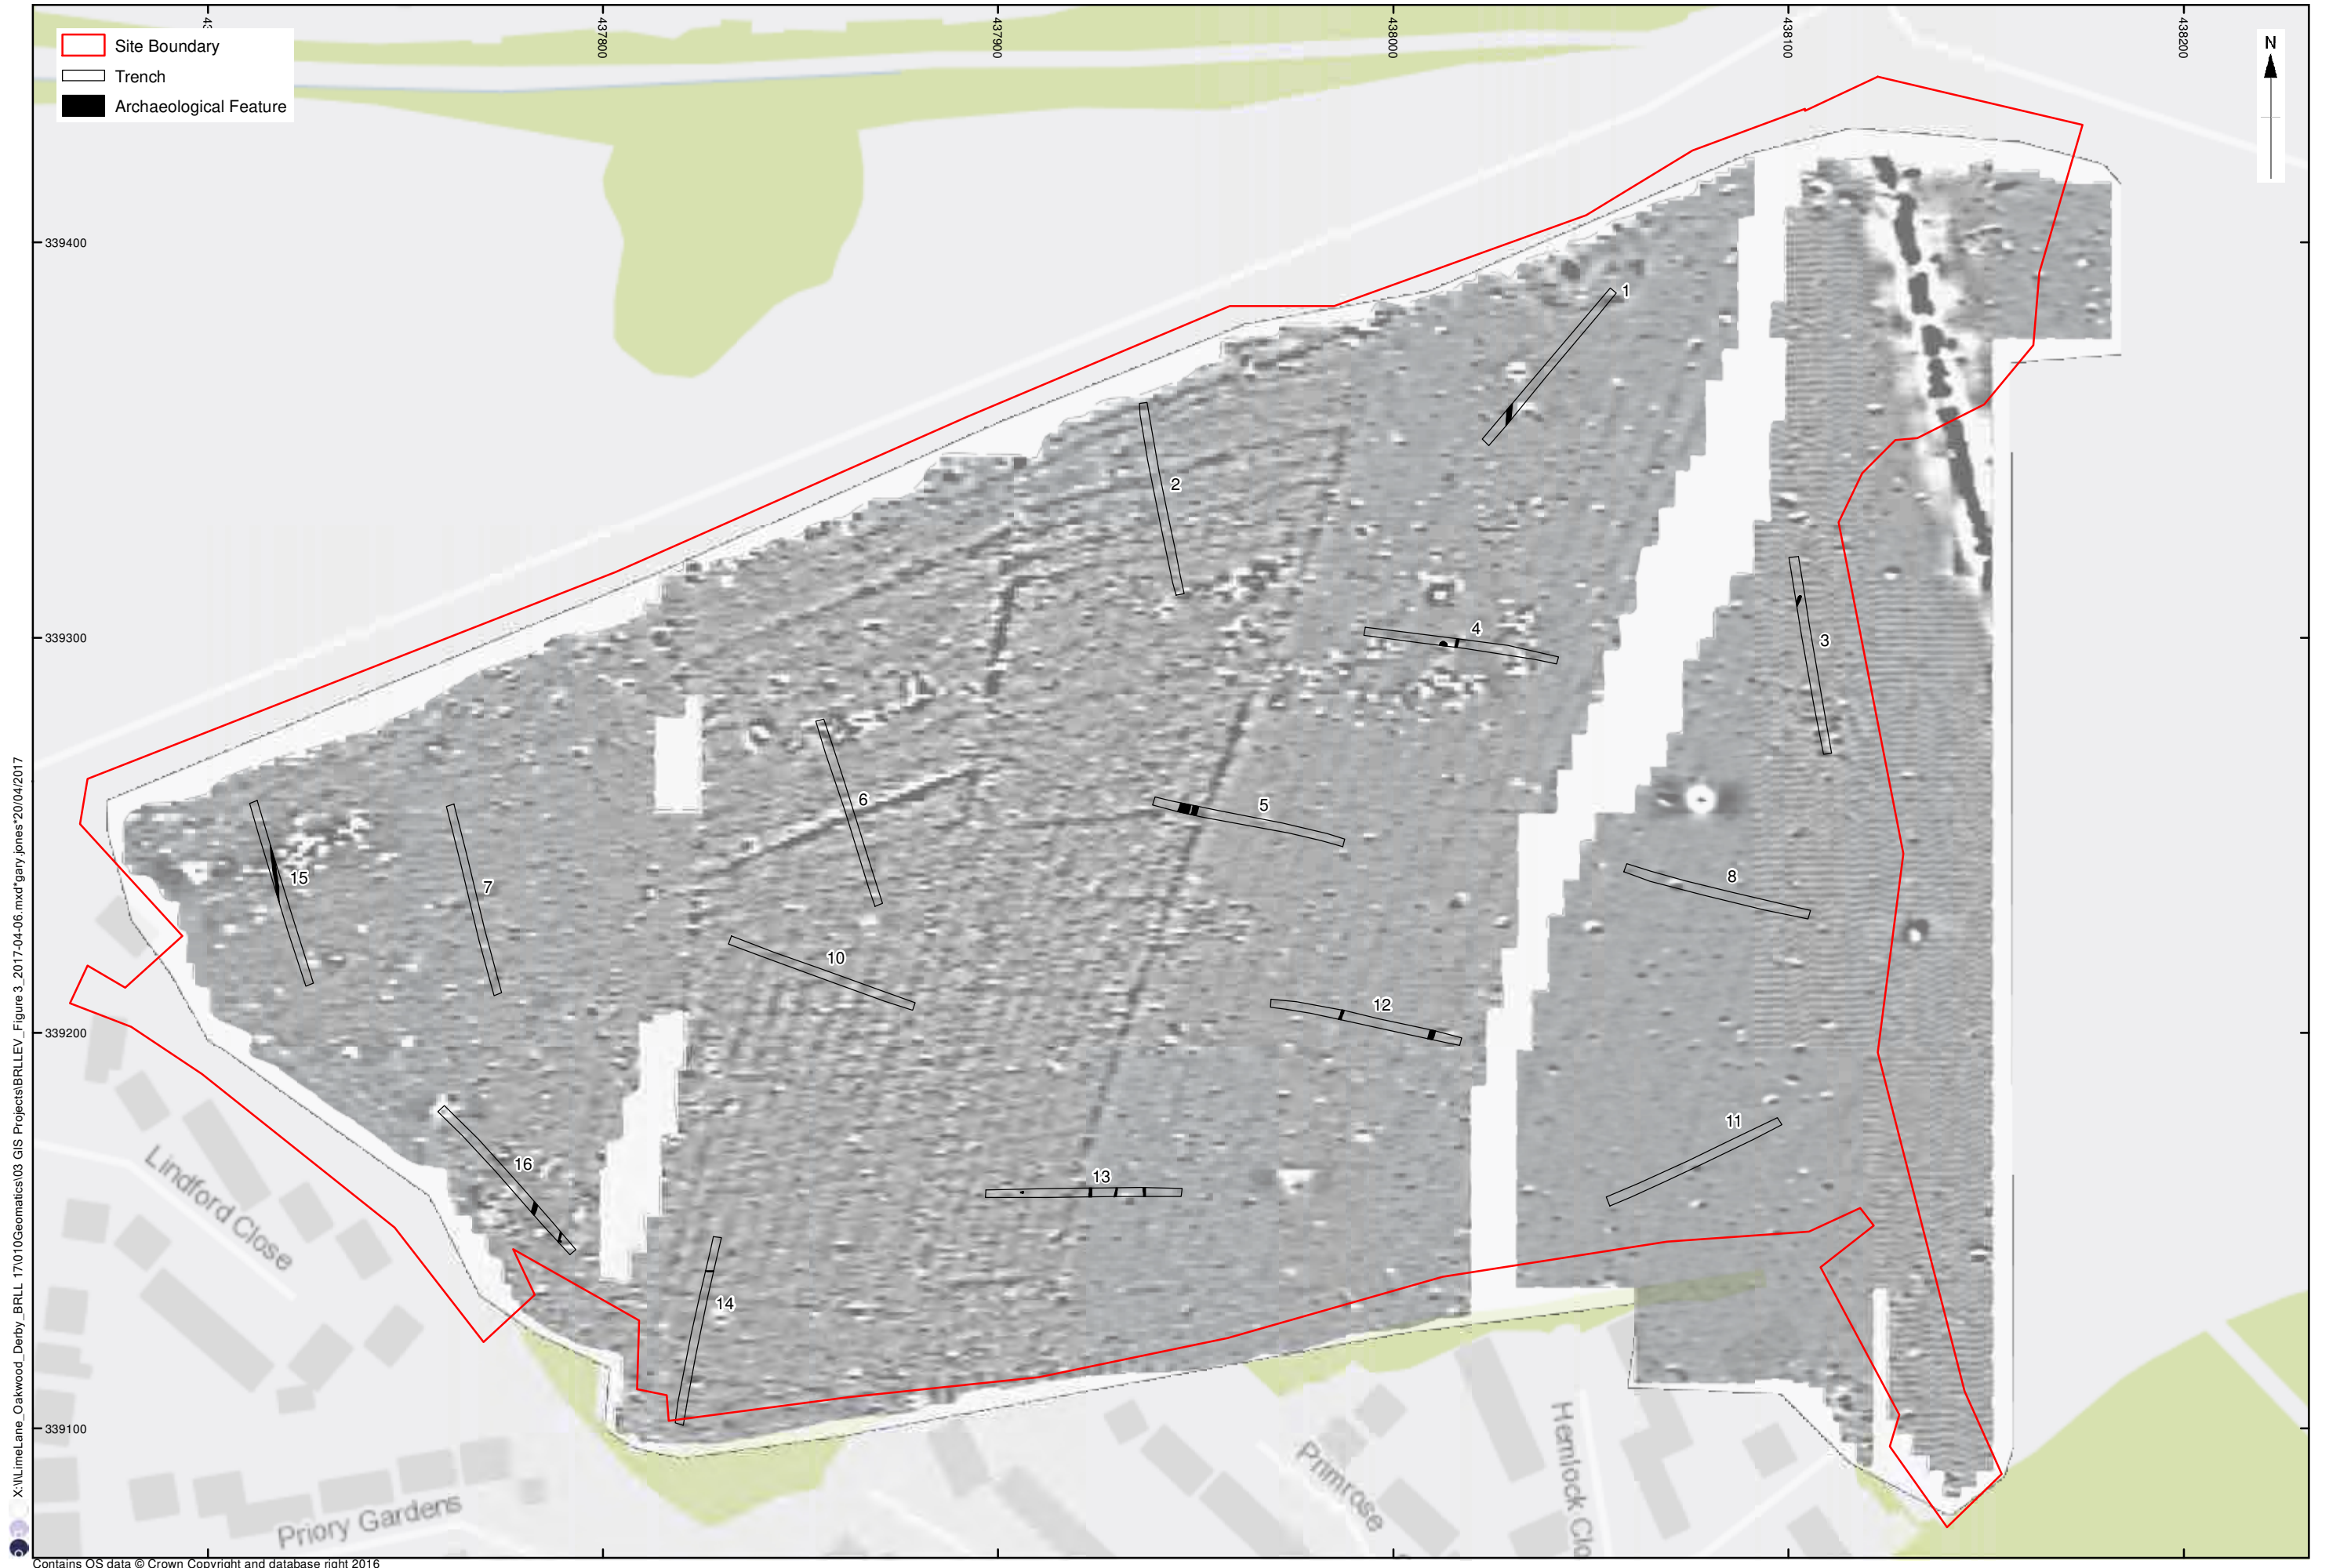 43
437800
437900
438000
438100
438200
Site Boundary
Trench
Archaeological Feature
N
339400
339300
339200
339100
1
2
3
4
5
6
7
8
10
11
12
13
14
15
16
Lindford Close
Priory Gardens
Primrose
Hemlock Clo
X:\I\LimeLane_Oakwood_Derby_BRLL 17\010Geomatics\03 GIS Projects\BRLLEV_Figure 3_2017-04-06.mxd*gary.jones*20/04/2017
Contains OS data © Crown Copyright and database right 2016